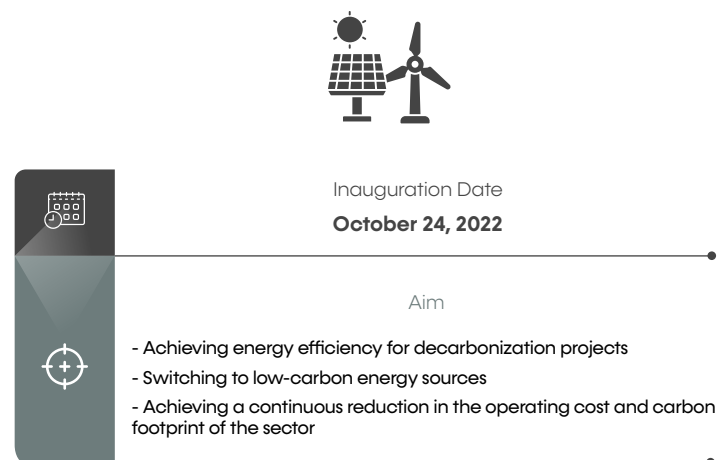 Inauguration Date
October 24, 2022
Aim
- Achieving energy efficiency for decarbonization projects
- Switching to low-carbon energy sources
- Achieving a continuous reduction in the operating cost and carbon
footprint of the sector